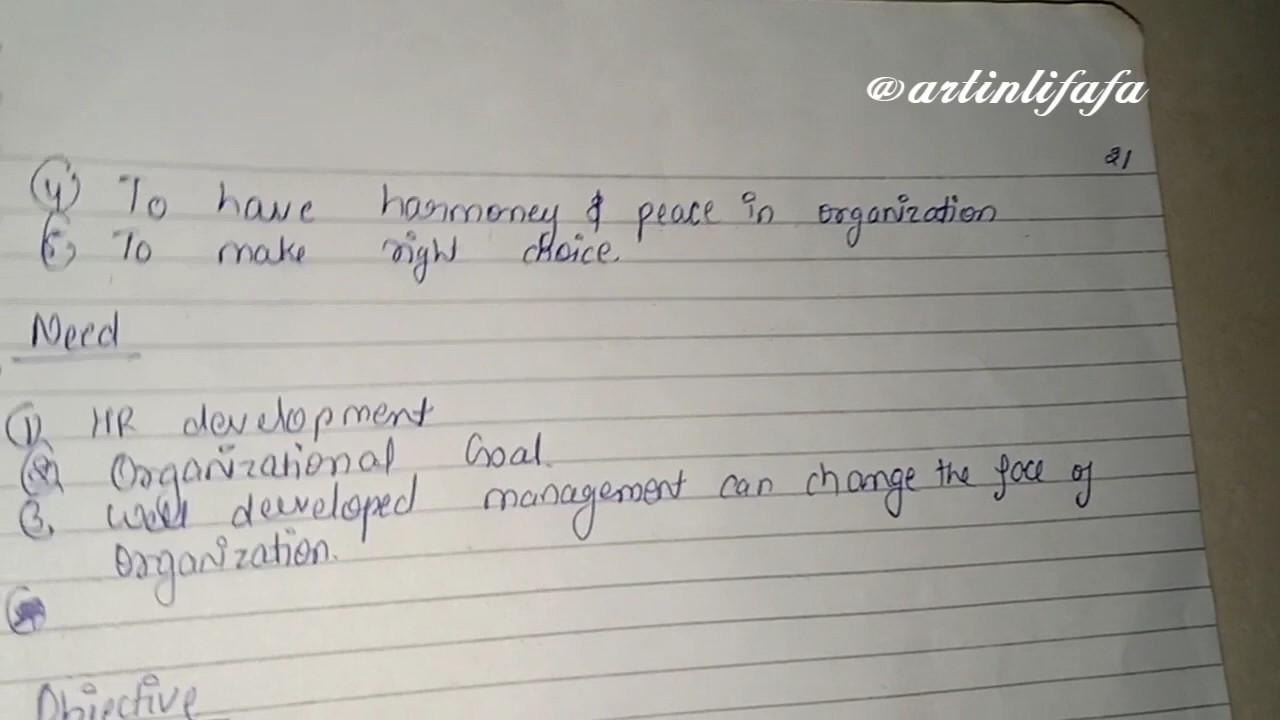 @artinlifafa
21
(4) To have harmoney & peace in organization
(5) To make right choice.
Need
(1) HR development
(2) Organizational Goal.
(3. Well developed management can change the face of
organization.
Objective